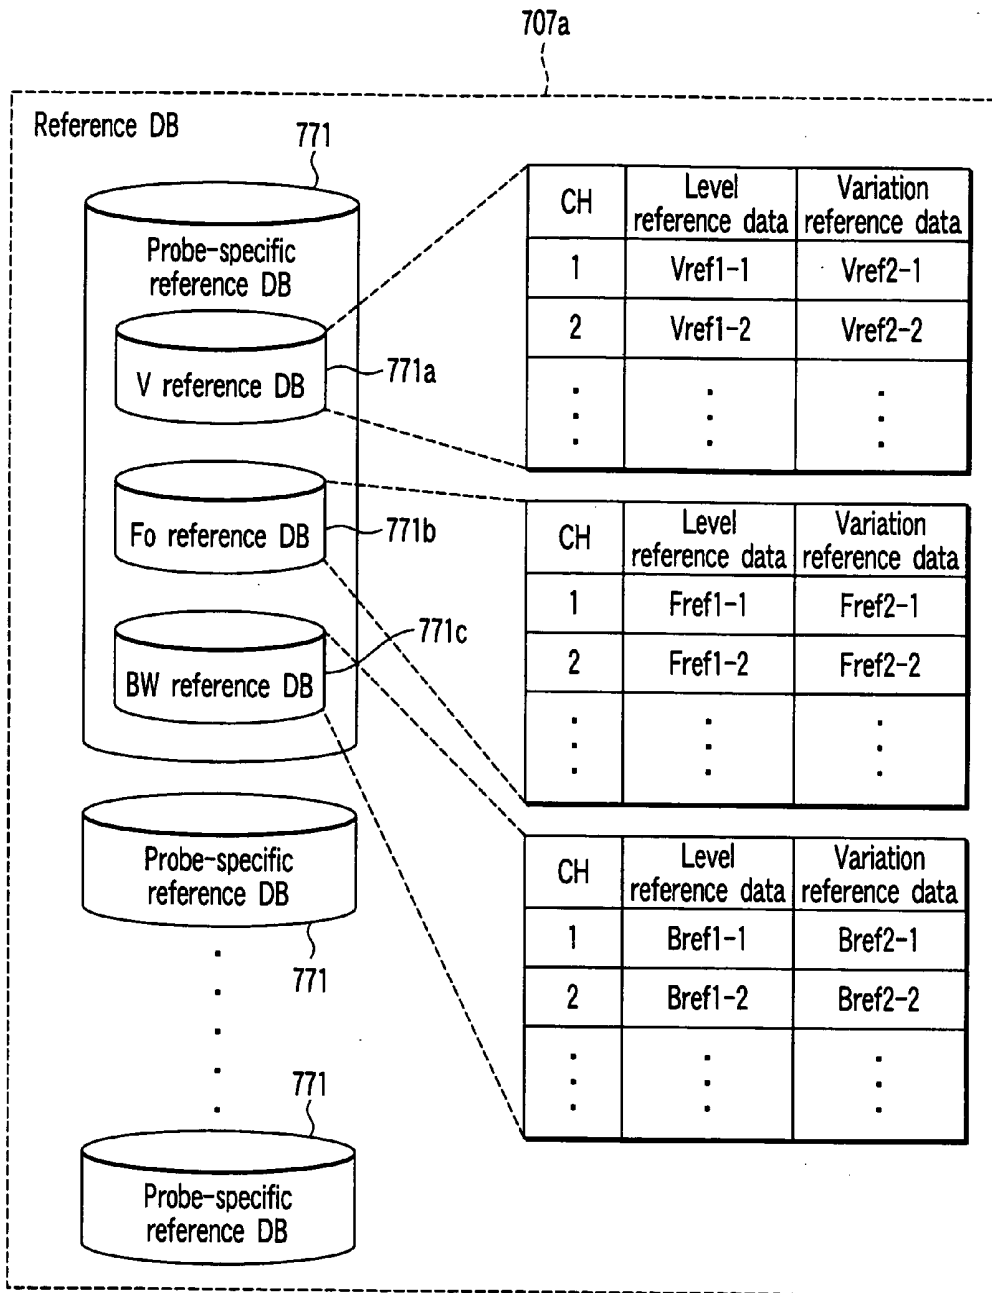 707a
Reference DB
771
Probe-specific
reference DB
V reference DB
771a
Fo reference DB
771b
BW reference DB
771c
Probe-specific
reference DB
771
771
Probe-specific
reference DB
CH Level reference data Variation reference data
1 Vref1-1 Vref2-1
2 Vref1-2 Vref2-2
CH Level reference data Variation reference data
1 Fref1-1 Fref2-1
2 Fref1-2 Fref2-2
CH Level reference data Variation reference data
1 Bref1-1 Bref2-1
2 Bref1-2 Bref2-2